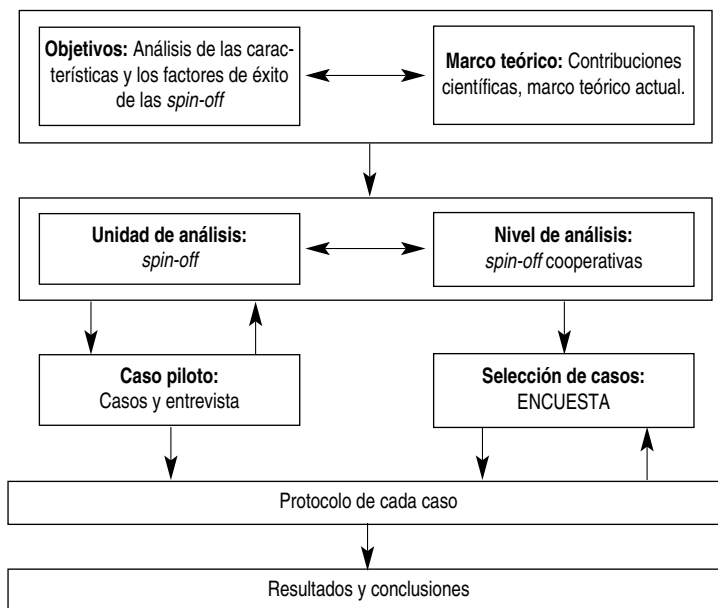 Objetivos: Análisis de las carac-
terísticas y los factores de éxito
de las spin-off
Marco teórico: Contribuciones
científicas, marco teórico actual.
Unidad de análisis:
spin-off
Nivel de análisis:
spin-off cooperativas
Caso piloto:
Casos y entrevista
Selección de casos:
ENCUESTA
Protocolo de cada caso
Resultados y conclusiones